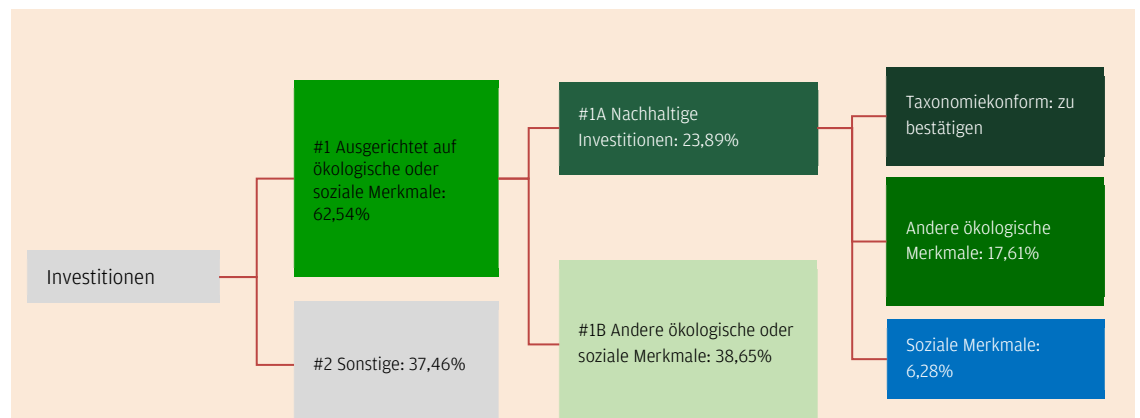 Investitionen
#1 Ausgerichtet auf
ökologische oder
soziale Merkmale:
62,54%
#2 Sonstige: 37,46%
#1A Nachhaltige
Investitionen: 23,89%
#1B Andere ökologische oder
soziale Merkmale: 38,65%
Taxonomiekonform: zu
bestätigen
Andere ökologische
Merkmale: 17,61%
Soziale Merkmale:
6,28%